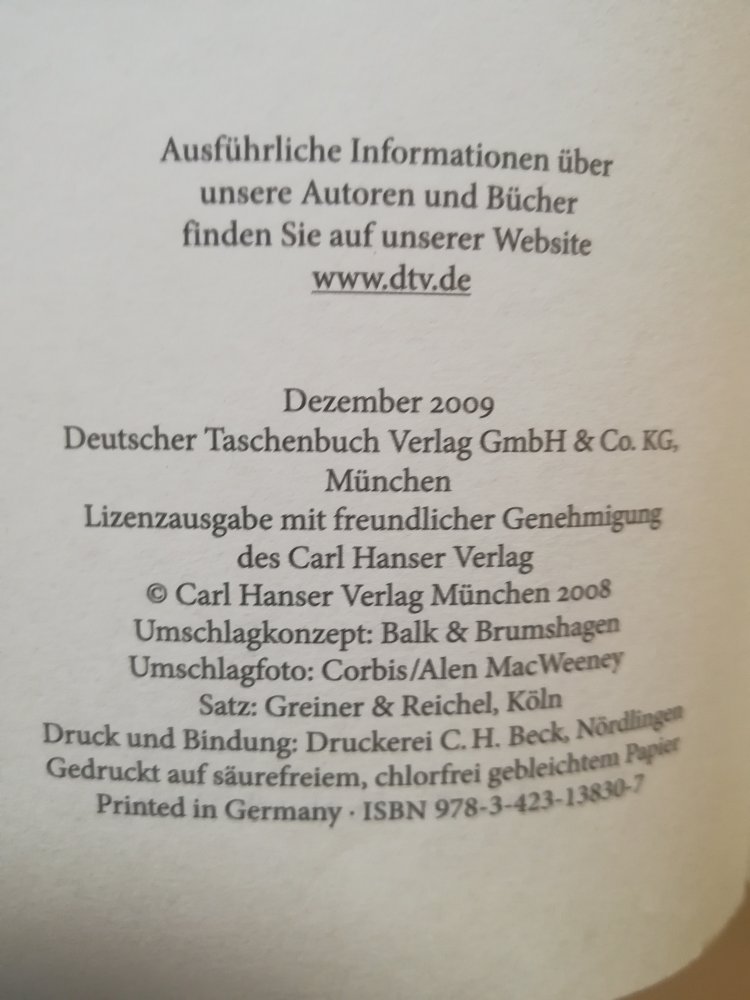 Ausführliche Informationen über
unsere Autoren und Bücher
finden Sie auf unserer Website
www.dtv.de
Dezember 2009
Deutscher Taschenbuch Verlag GmbH & Co. KG,
München
Lizenzausgabe mit freundlicher Genehmigung
des Carl Hanser Verlag
© Carl Hanser Verlag München 2008
Umschlagkonzept: Balk & Brumshagen
Umschlagfoto: Corbis/Alen MacWeeney
Satz: Greiner & Reichel, Köln
Druck und Bindung: Druckerei C. H. Beck, Nördlingen
Gedruckt auf säurefreiem, chlorfrei gebleichtem Papier
Printed in Germany · ISBN 978-3-423-13830-7